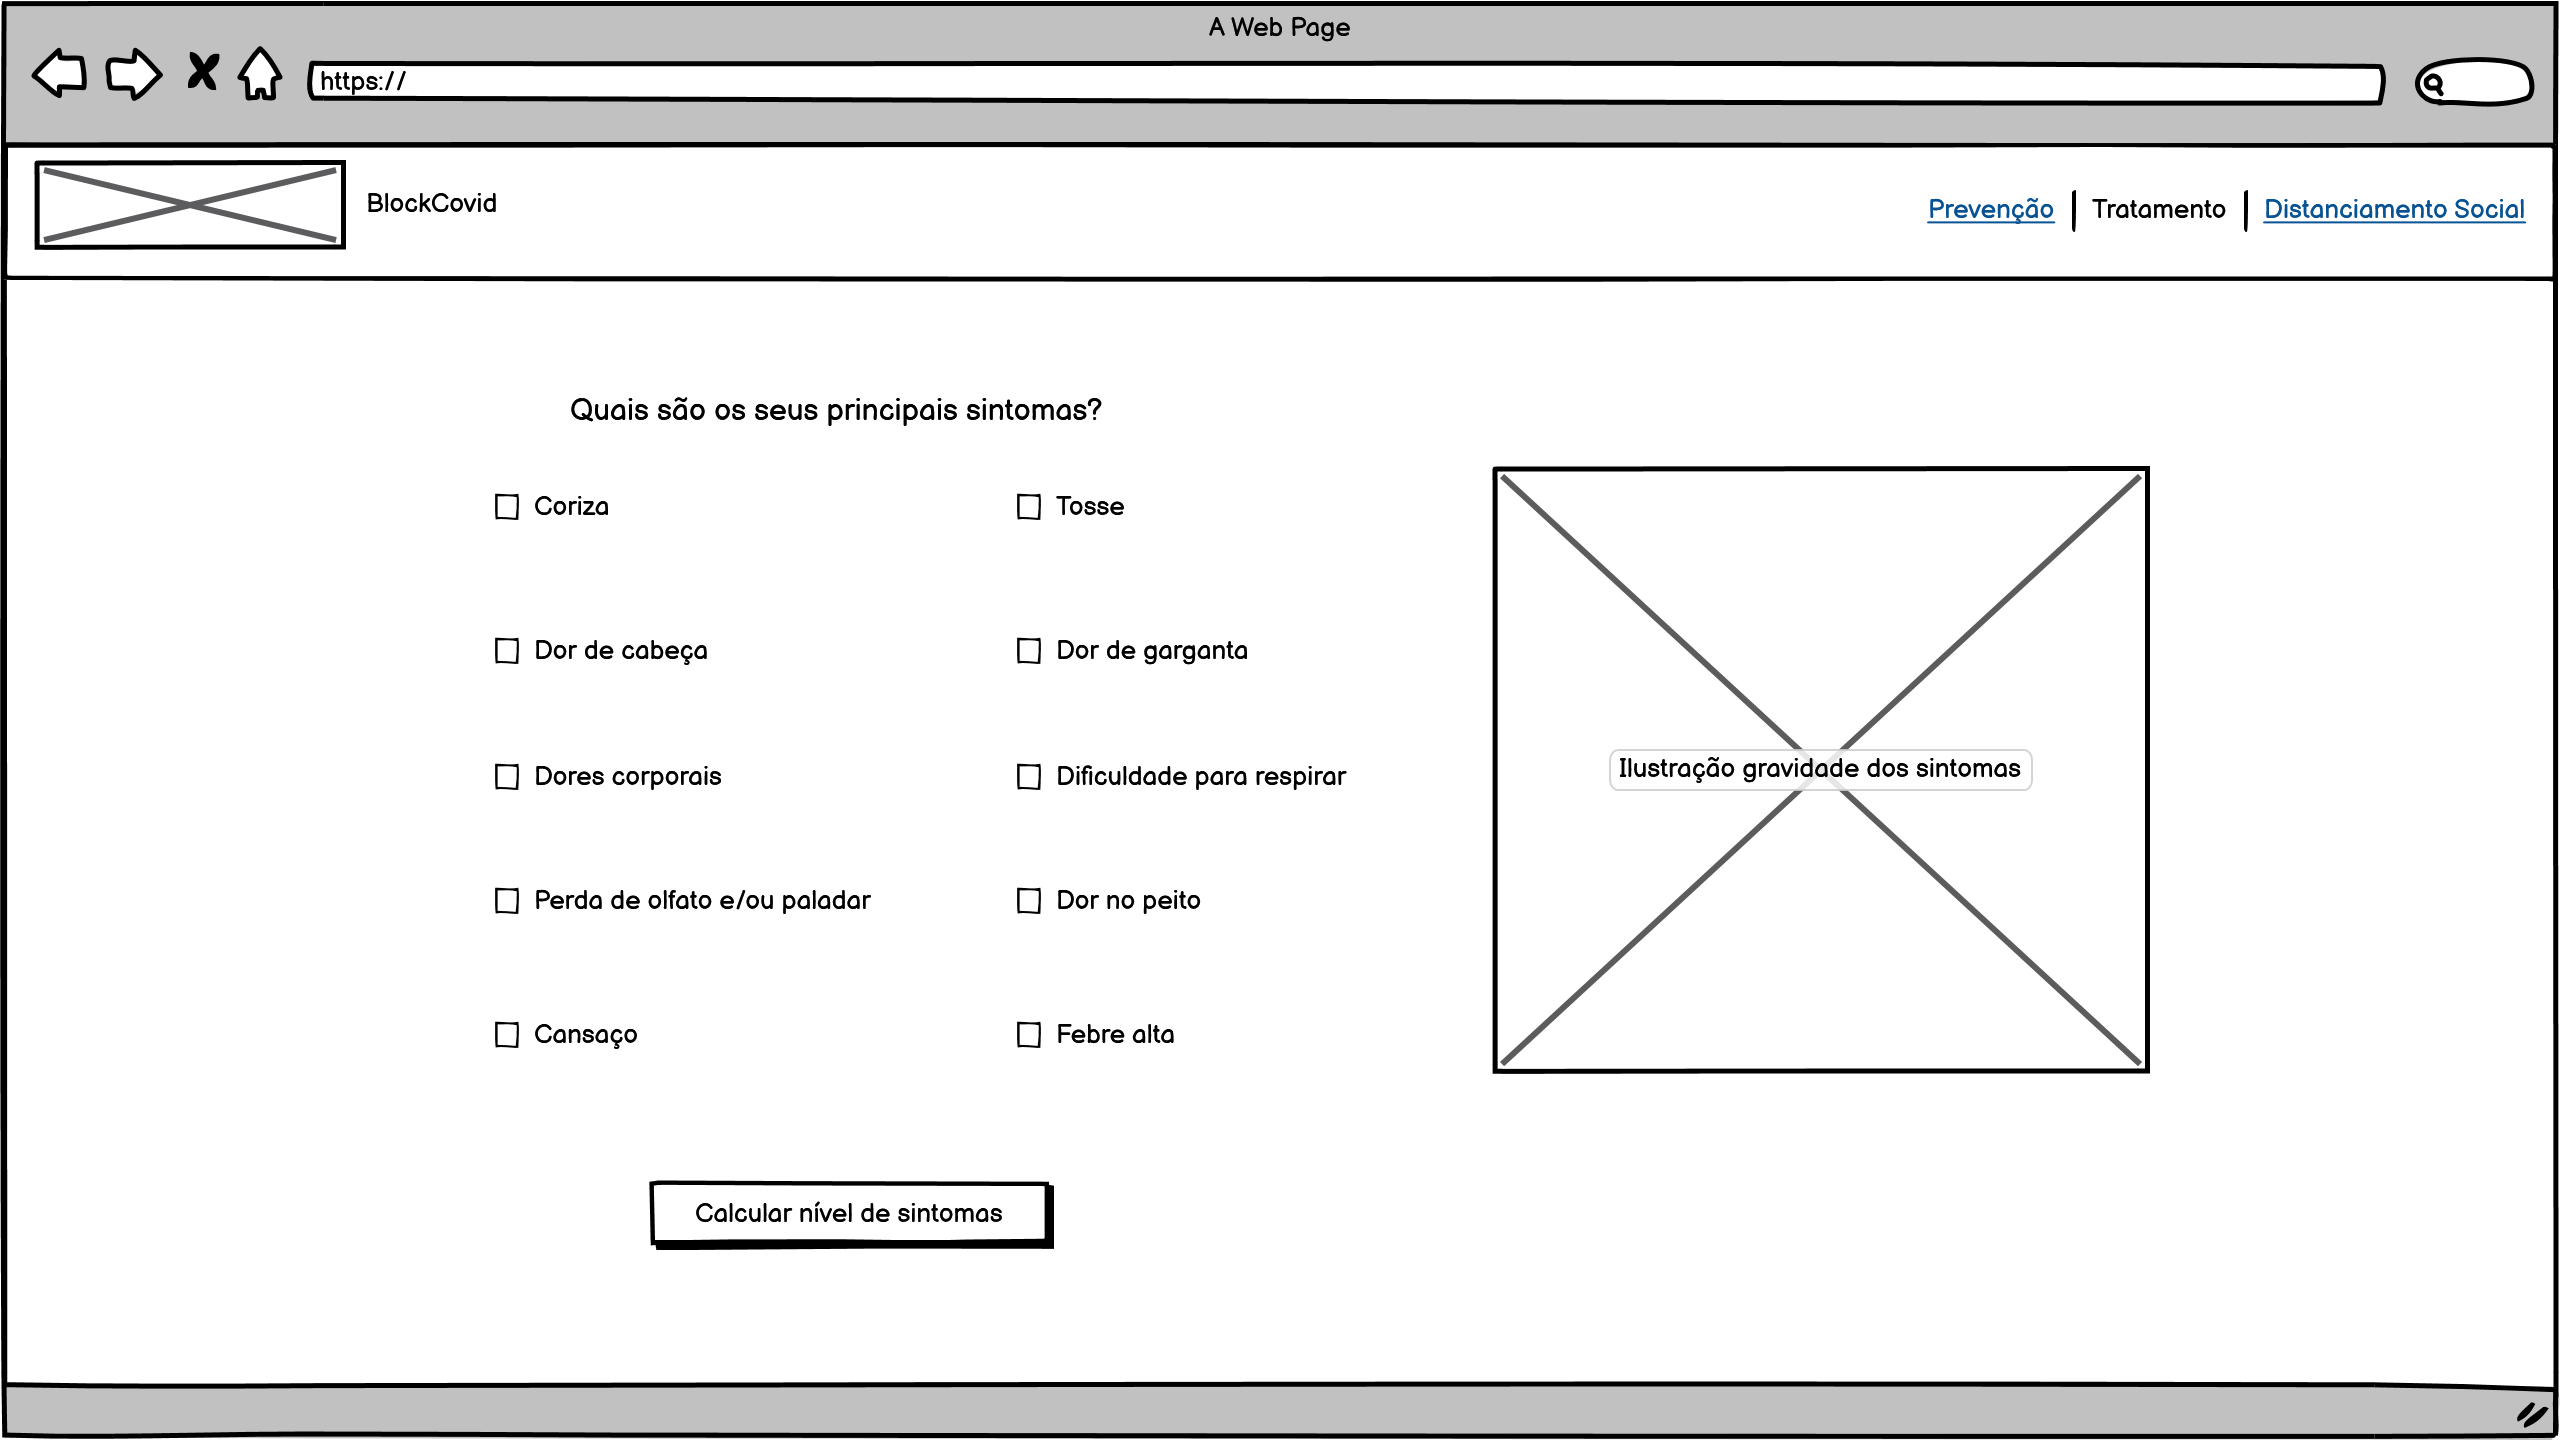 A Web Page
https://
BlockCovid
Prevenção Tratamento Distanciamento Social
Quais são os seus principais sintomas?
Coriza
Tosse
Dor de cabeça
Dor de garganta
Dores corporais
Dificuldade para respirar
Ilustração gravidade dos sintomas
Perda de olfato e/ou paladar
Dor no peito
Cansaço
Febre alta
Calcular nível de sintomas